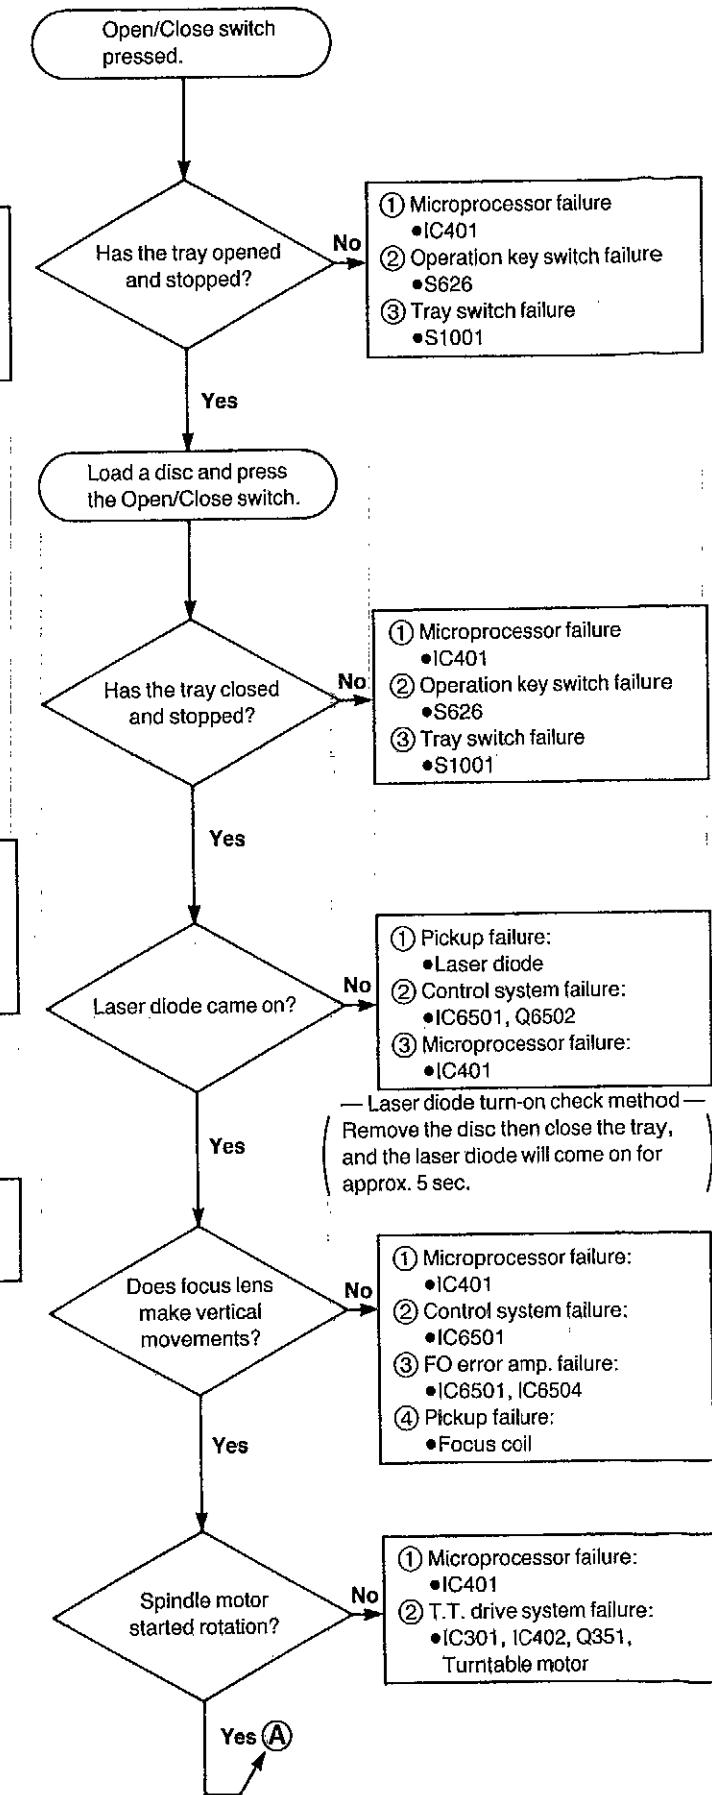 Open/Close switch
pressed.
Has the tray opened
and stopped?
No
① Microprocessor failure
●IC401
② Operation key switch failure
●S626
③ Tray switch failure
●S1001
Yes
Load a disc and press
the Open/Close switch.
Has the tray closed
and stopped?
No
① Microprocessor failure
●IC401
② Operation key switch failure
●S626
③ Tray switch failure
●S1001
Yes
Laser diode came on?
No
① Pickup failure:
●Laser diode
② Control system failure:
●IC6501, Q6502
③ Microprocessor failure:
●IC401
— Laser diode turn-on check method —
Remove the disc then close the tray,
and the laser diode will come on for
approx. 5 sec.
Yes
Does focus lens
make vertical
movements?
No
① Microprocessor failure:
●IC401
② Control system failure:
●IC6501
③ FO error amp. failure:
●IC6501, IC6504
④ Pickup failure:
●Focus coil
Yes
Spindle motor
started rotation?
No
① Microprocessor failure:
●IC401
② T.T. drive system failure:
●IC301, IC402, Q351,
Turntable motor
Yes Ⓐ